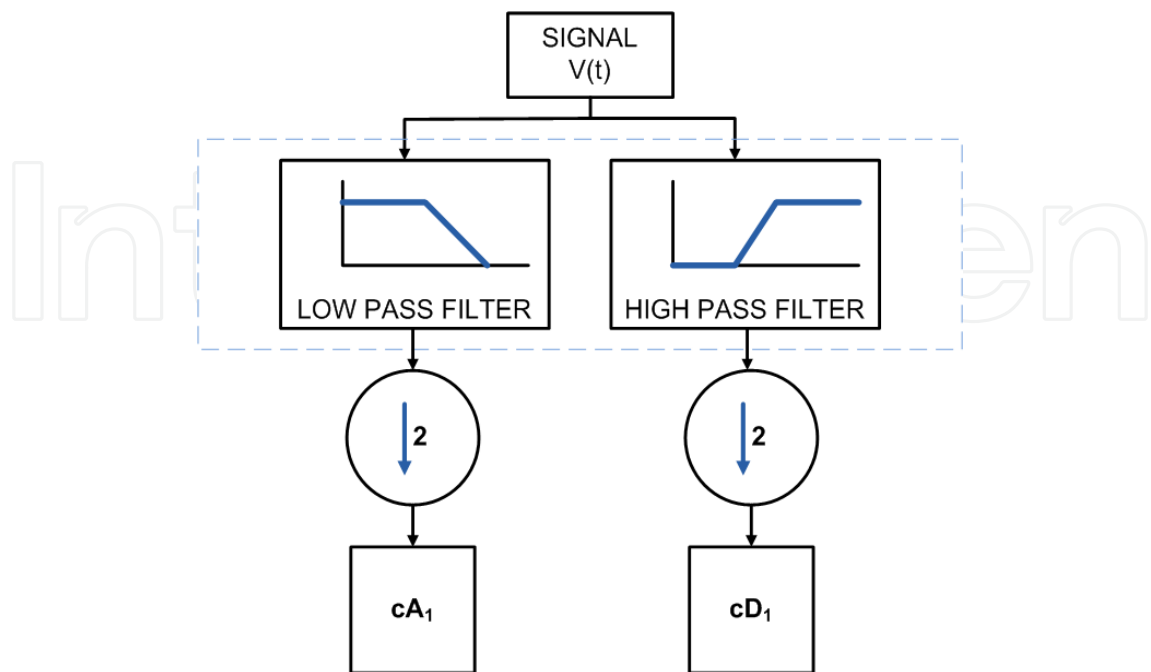 SIGNAL
V(t)
LOW PASS FILTER
HIGH PASS FILTER
2
2
cA₁
cD₁